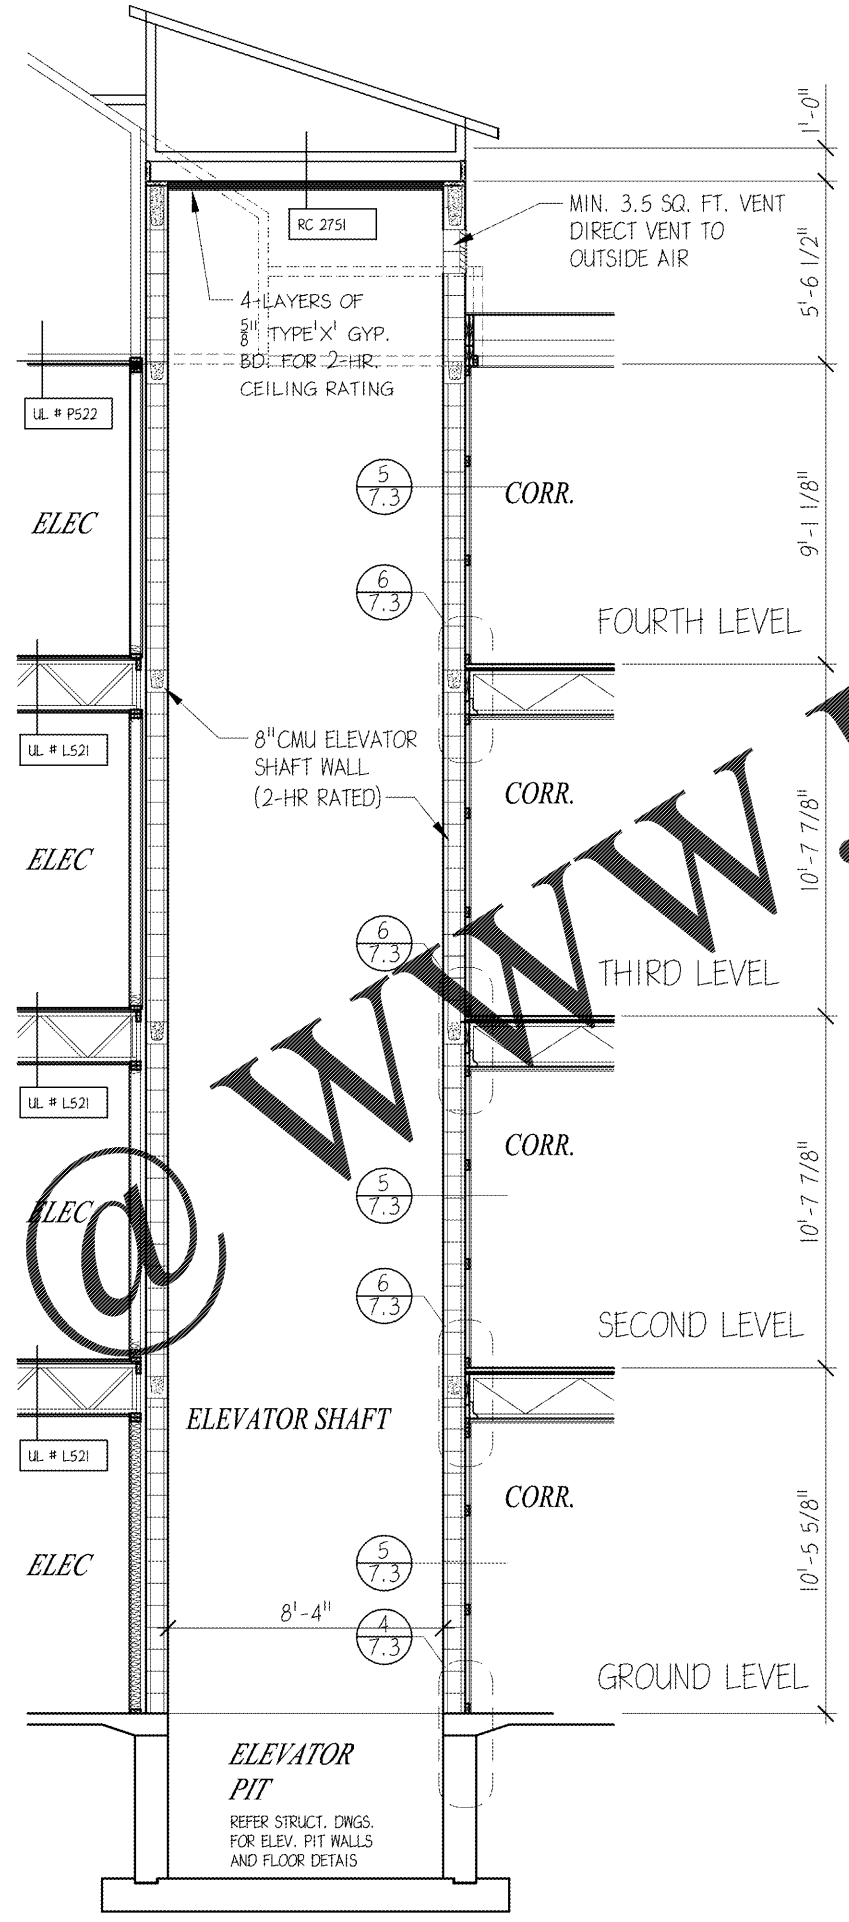 1'-0"
MIN. 3.5 SQ. FT. VENT
DIRECT VENT TO
OUTSIDE AIR
RC 2751
5'-6 1/2"
4-LAYERS OF
5/8" TYPE'X' GYP.
BD. FOR 2-HR.
CEILING RATING
UL # P522
5
7.3
CORR.
ELEC
9'-1 1/8"
6
7.3
FOURTH LEVEL
8" CMU ELEVATOR
SHAFT WALL
(2-HR RATED)
UL # L521
CORR.
ELEC
10'-7 7/8"
6
7.3
THIRD LEVEL
UL # L521
CORR.
5
7.3
ELEC
10'-7 7/8"
6
7.3
SECOND LEVEL
ELEVATOR SHAFT
UL # L521
CORR.
10'-5 5/8"
5
7.3
ELEC
8'-4"
4
7.3
GROUND LEVEL
ELEVATOR
PIT
REFER STRUCT. DWGS.
FOR ELEV. PIT WALLS
AND FLOOR DETAIS
@ www.